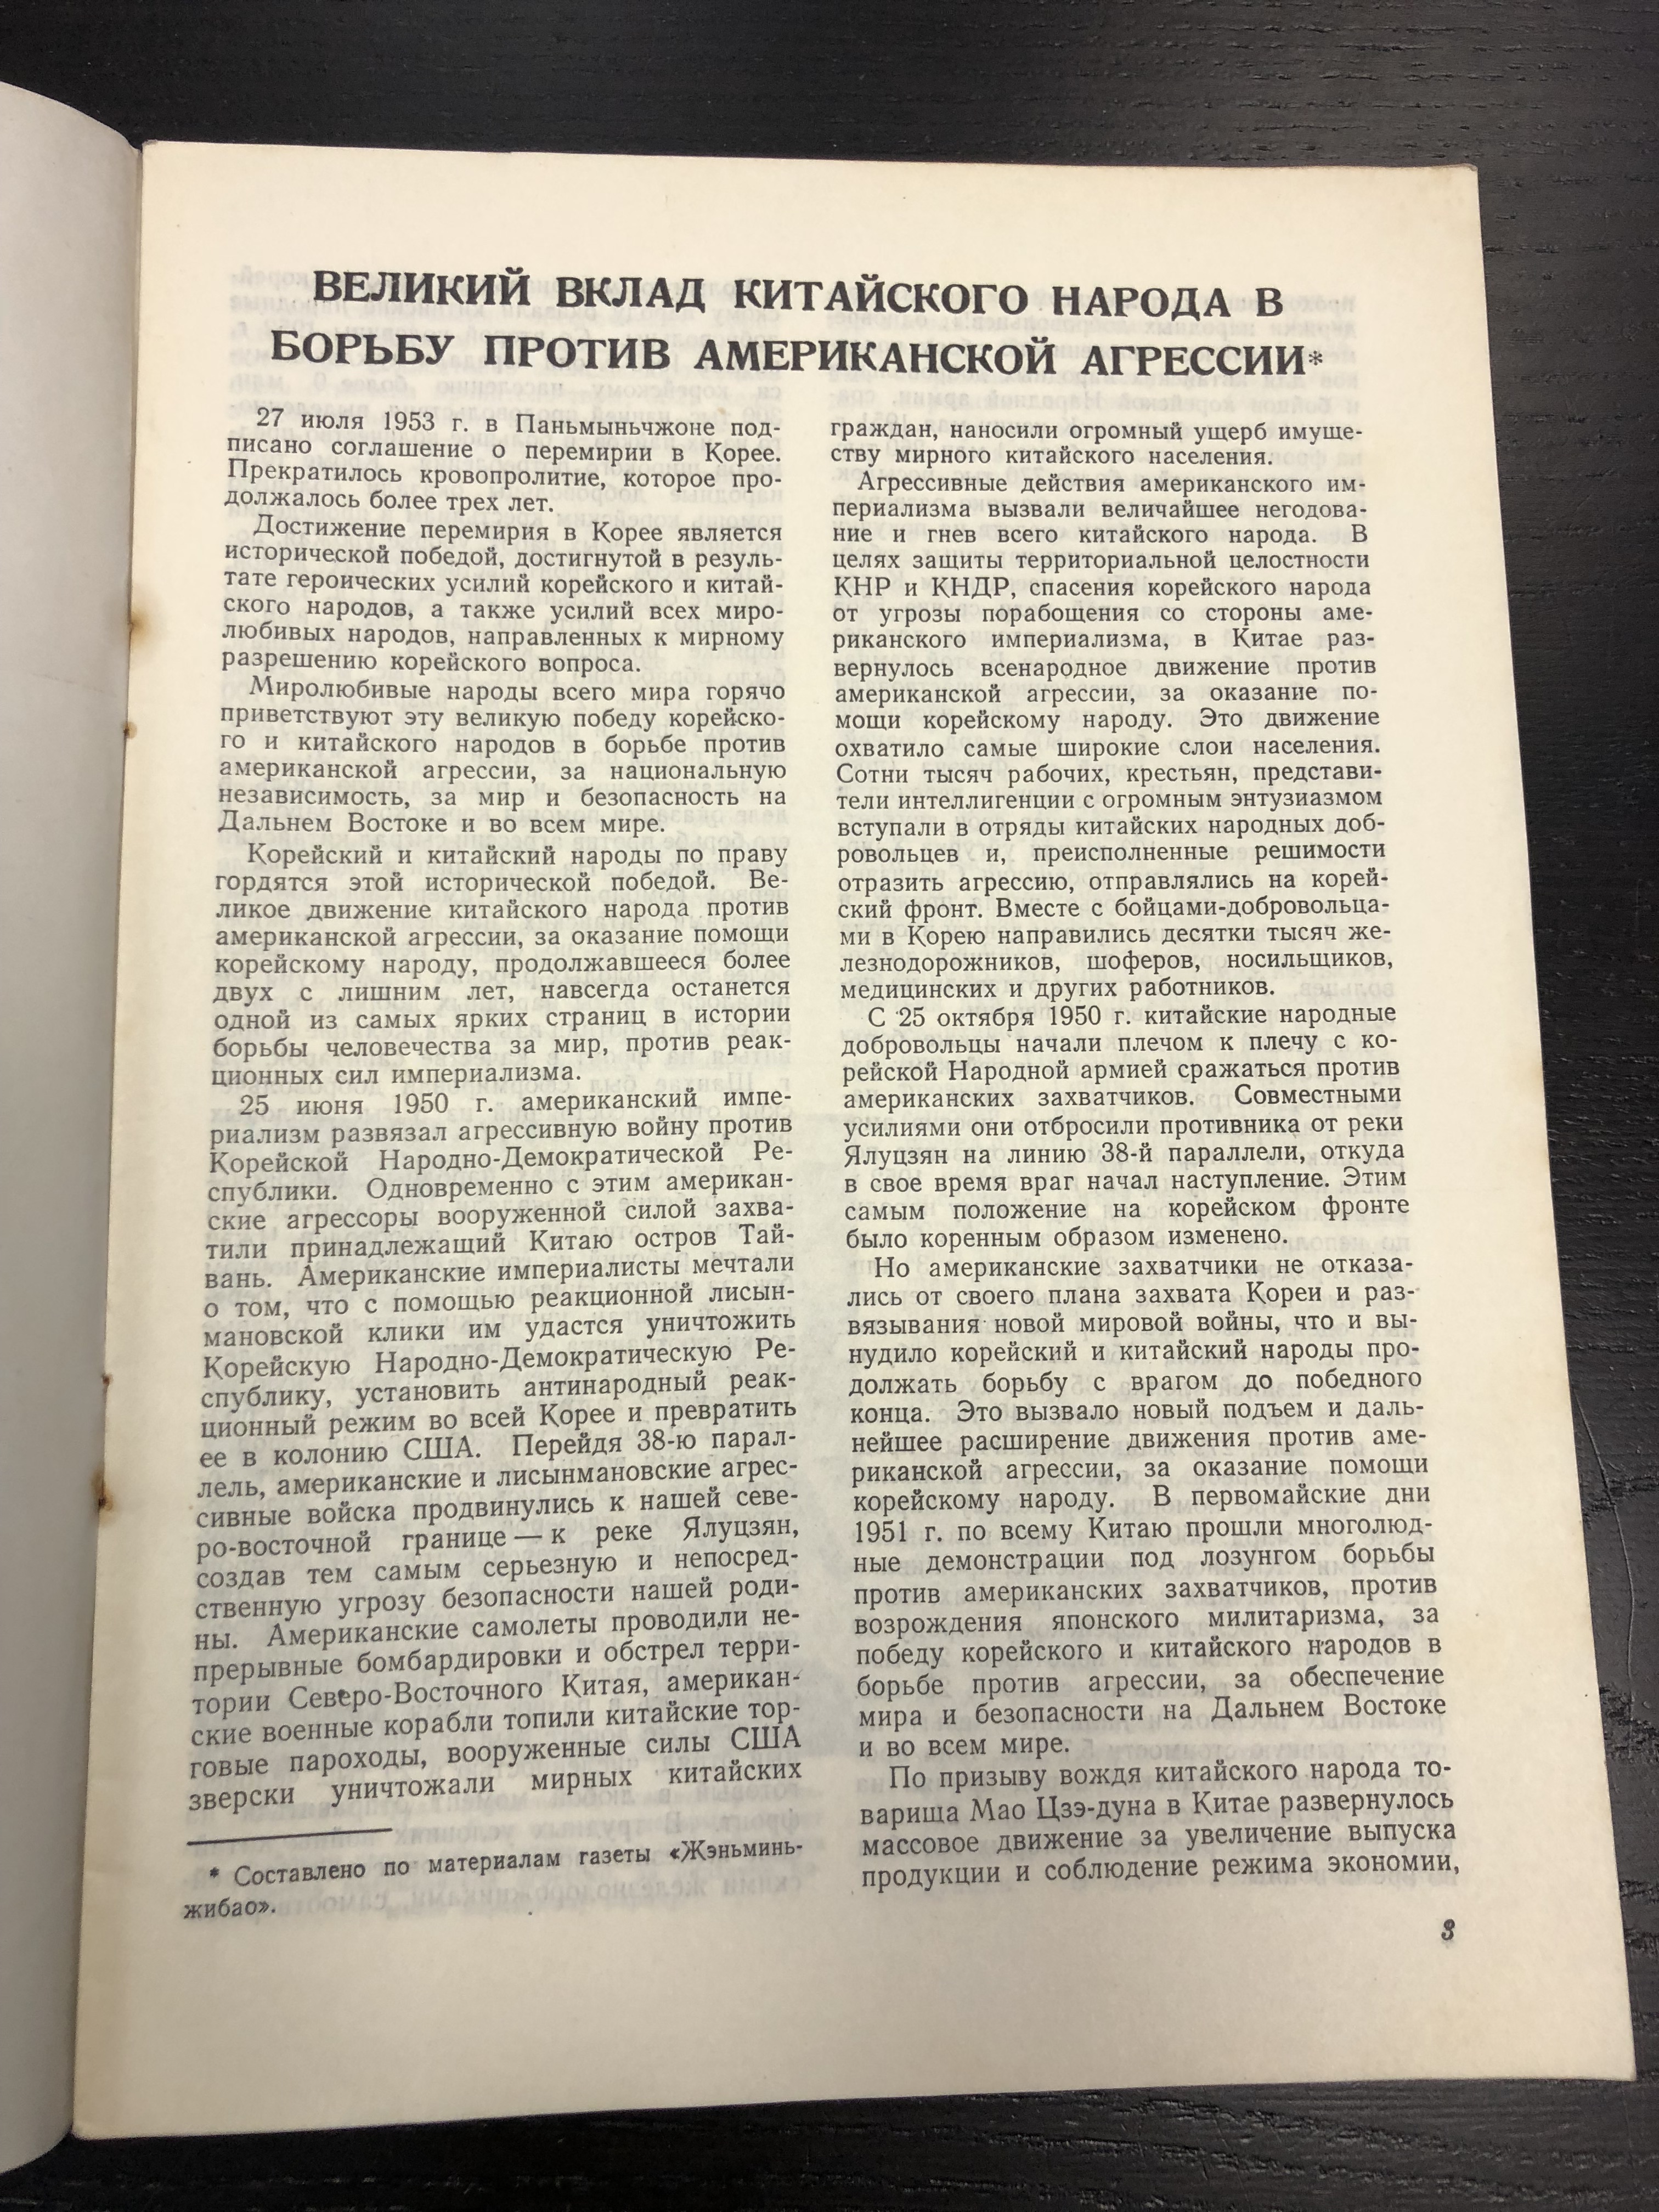 ВЕЛИКИЙ ВКЛАД КИТАЙСКОГО НАРОДА В
БОРЬБУ ПРОТИВ АМЕРИКАНСКОЙ АГРЕССИИ*
27 июля 1953 г. в Паньмыньчжоне под-
писано соглашение о перемирии в Корее.
Прекратилось кровопролитие, которое про-
должалось более трех лет.
Достижение перемирия в Корее является
исторической победой, достигнутой в резуль-
тате героических усилий корейского и китай-
ского народов, а также усилий всех миро-
любивых народов, направленных к мирному
разрешению корейского вопроса.
Миролюбивые народы всего мира горячо
приветствуют эту великую победу корейско-
го и китайского народов в борьбе против
американской агрессии, за национальную
независимость, за мир и безопасность на
Дальнем Востоке и во всем мире.
Корейский и китайский народы по праву
гордятся этой исторической победой. Ве-
ликое движение китайского народа против
американской агрессии, за оказание помощи
корейскому народу, продолжавшееся более
двух с лишним лет, навсегда останется
одной из самых ярких страниц в истории
борьбы человечества за мир, против реак-
ционных сил империализма.
25 июня 1950 г. американский импе-
риализм развязал агрессивную войну против
Корейской Народно-Демократической Ре-
спублики. Одновременно с этим американ-
ские агрессоры вооруженной силой захва-
тили принадлежащий Китаю остров Тай-
вань. Американские империалисты мечтали
о том, что с помощью реакционной лисын-
мановской клики им удастся уничтожить
Корейскую Народно-Демократическую Ре-
спублику, установить антинародный реак-
ционный режим во всей Корее и превратить
ее в колонию США. Перейдя 38-ю парал-
лель, американские и лисынмановские агрес-
сивные войска продвинулись к нашей севе-
ро-восточной границе — к реке Ялуцзян,
создав тем самым серьезную и непосред-
ственную угрозу безопасности нашей роди-
ны. Американские самолеты проводили не-
прерывные бомбардировки и обстрел терри-
тории Северо-Восточного Китая, американ-
ские военные корабли топили китайские тор-
говые пароходы, вооруженные силы США
зверски уничтожали мирных китайских
* Составлено по материалам газеты «Жэньминь-
жибао».
граждан, наносили огромный ущерб имуще-
ству мирного китайского населения.
Агрессивные действия американского им-
периализма вызвали величайшее негодова-
ние и гнев всего китайского народа. В
целях защиты территориальной целостности
КНР и КНДР, спасения корейского народа
от угрозы порабощения со стороны аме-
риканского империализма, в Китае раз-
вернулось всенародное движение против
американской агрессии, за оказание по-
мощи корейскому народу. Это движение
охватило самые широкие слои населения.
Сотни тысяч рабочих, крестьян, представи-
тели интеллигенции с огромным энтузиазмом
вступали в отряды китайских народных доб-
ровольцев и, преисполненные решимости
отразить агрессию, отправлялись на корей-
ский фронт. Вместе с бойцами-добровольца-
ми в Корею направились десятки тысяч же-
лезнодорожников, шоферов, носильщиков,
медицинских и других работников.
С 25 октября 1950 г. китайские народные
добровольцы начали плечом к плечу с ко-
рейской Народной армией сражаться против
американских захватчиков. Совместными
усилиями они отбросили противника от реки
Ялуцзян на линию 38-й параллели, откуда
в свое время враг начал наступление. Этим
самым положение на корейском фронте
было коренным образом изменено.
Но американские захватчики не отказа-
лись от своего плана захвата Кореи и раз-
вязывания новой мировой войны, что и вы-
нудило корейский и китайский народы про-
должать борьбу с врагом до победного
конца. Это вызвало новый подъем и даль-
нейшее расширение движения против аме-
риканской агрессии, за оказание помощи
корейскому народу. В первомайские дни
1951 г. по всему Китаю прошли многолюд-
ные демонстрации под лозунгом борьбы
против американских захватчиков, против
возрождения японского милитаризма, за
победу корейского и китайского народов в
борьбе против агрессии, за обеспечение
мира и безопасности на Дальнем Востоке
и во всем мире.
По призыву вождя китайского народа то-
варища Мао Цзэ-дуна в Китае развернулось
массовое движение за увеличение выпуска
продукции и соблюдение режима экономии,
3